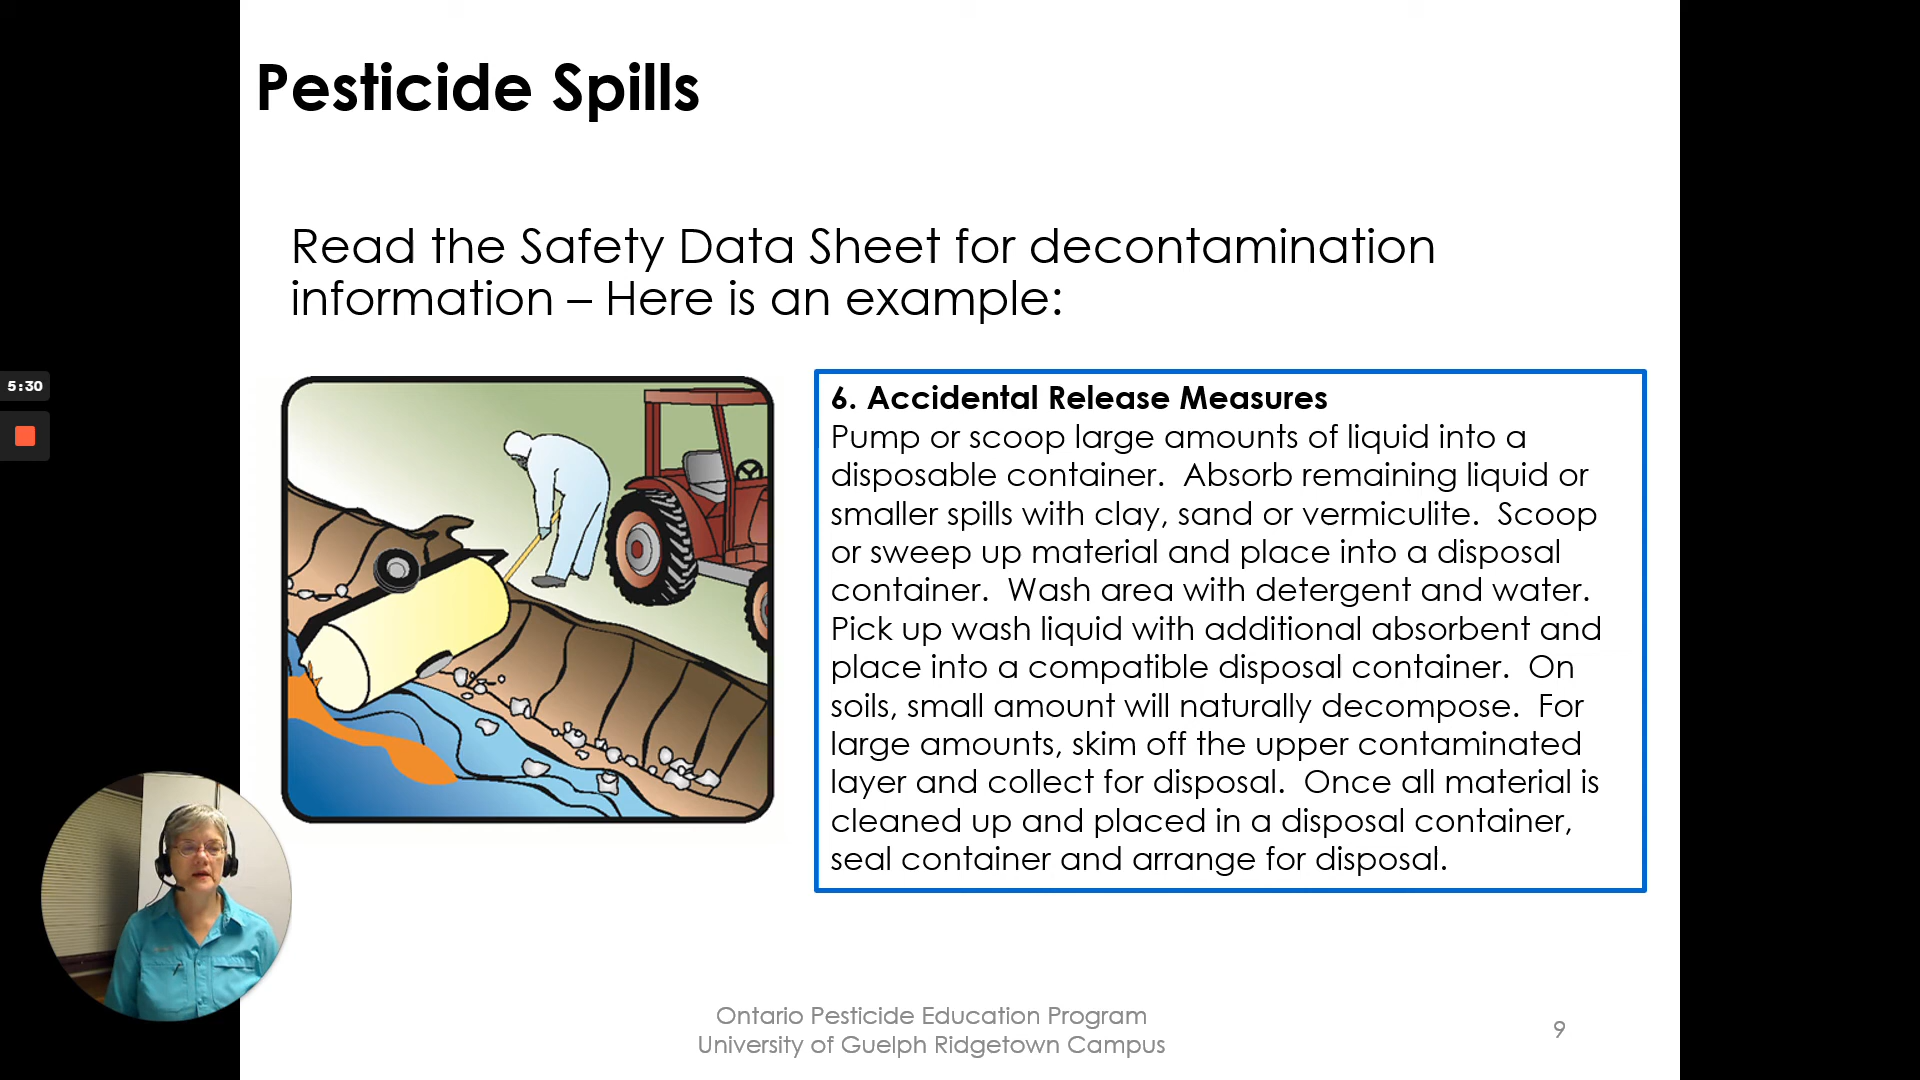 Pesticide Spills
Read the Safety Data Sheet for decontamination
information – Here is an example:
5:30
6. Accidental Release Measures
Pump or scoop large amounts of liquid into a
disposable container.  Absorb remaining liquid or
smaller spills with clay, sand or vermiculite.  Scoop
or sweep up material and place into a disposal
container.  Wash area with detergent and water.
Pick up wash liquid with additional absorbent and
place into a compatible disposal container.  On
soils, small amount will naturally decompose.  For
large amounts, skim off the upper contaminated
layer and collect for disposal.  Once all material is
cleaned up and placed in a disposal container,
seal container and arrange for disposal.
Ontario Pesticide Education Program
University of Guelph Ridgetown Campus
9